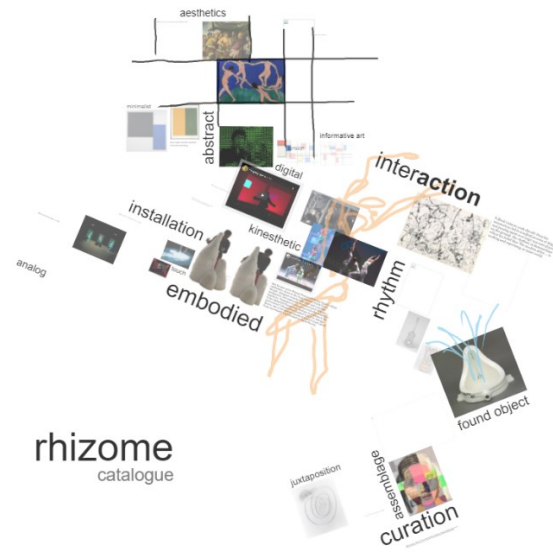 aesthetics
minimalist
abstract
informative art
digital
interaction
installation
kinesthetic
touch
analog
embodied
rhythm
found object
rhizome
catalogue
juxtaposition
assemblage
curation